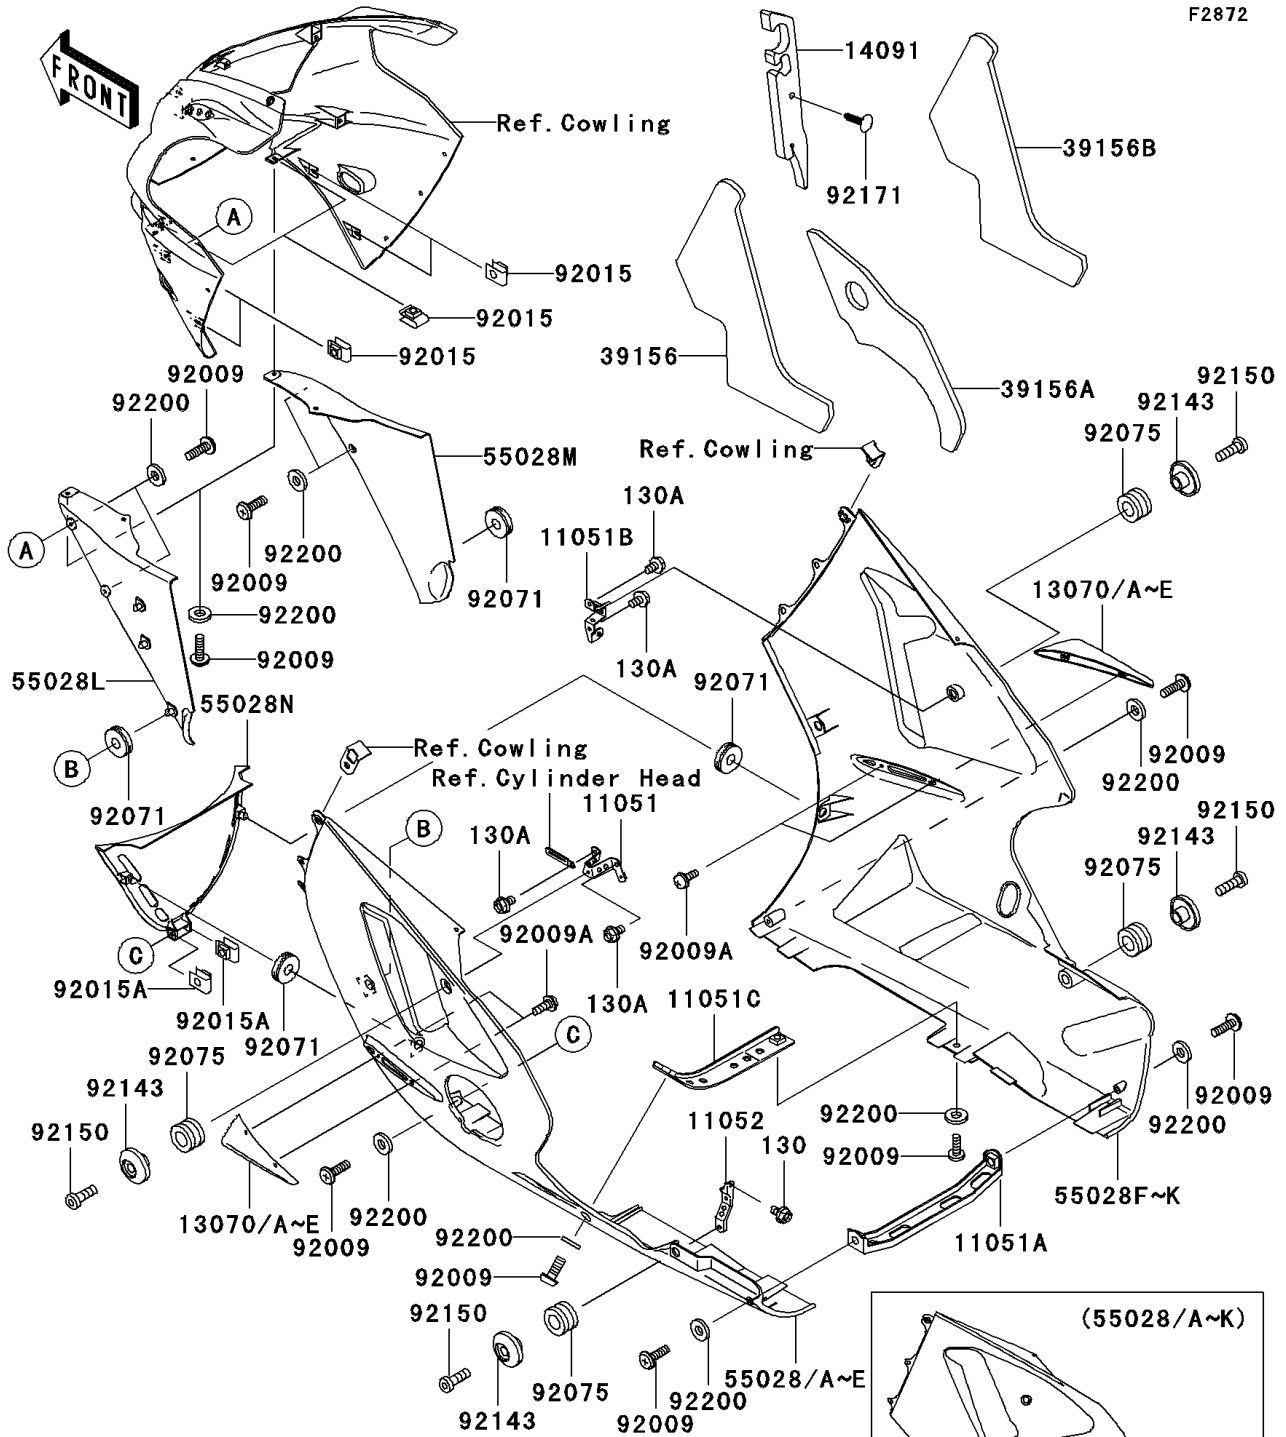 F2872
14091
FRONT
Ref.Cowling
39156B
92171
A
92015
92015
92015
39156
39156A
92009
92200
92150
92143
92075
Ref.Cowling
55028M
130A
11051B
A
92200
92009
92071
13070/A~E
92200
92009
130A
55028L
55028N
92071
B
Ref.Cowling
92009
92200
Ref.Cylinder Head
92071
11051
92150
B
130A
92143
92075
92009A
92009A
C
92015A
130A
11051C
92015A
92071
C
92075
92143
92009
92200
92200
11052
92150
130
92009
55028F~K
13070/A~E
92200
92009
92200
11051A
92009
92150
(55028/A~K)
55028/A~E
92075
92200
92143
92009